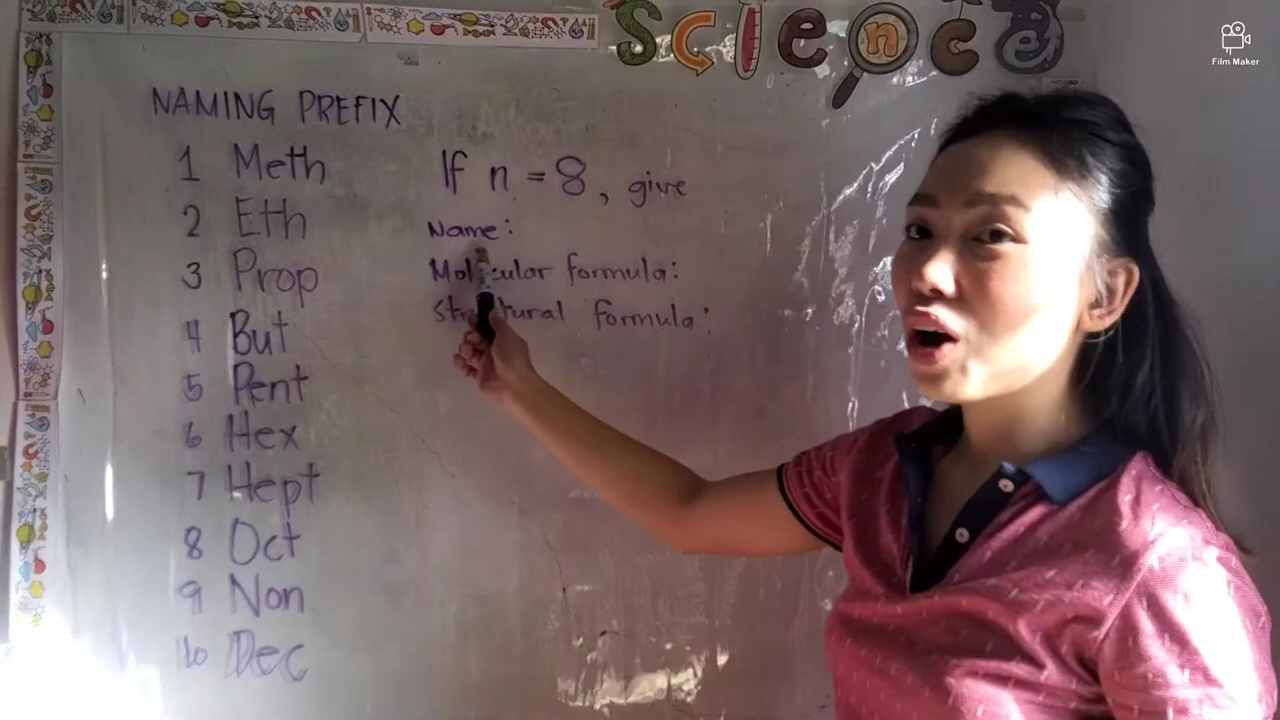 Science
Film Maker
NAMING PREFIX
1 Meth
2 Eth
3 Prop
4 But
5 Pent
6 Hex
7 Hept
8 Oct
9 Non
10 Dec
If n = 8, give
Name:
Molecular formula:
Structural formula: